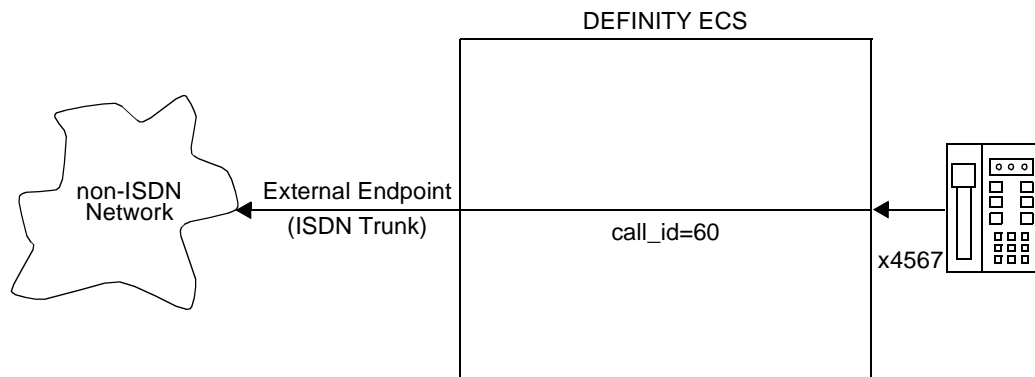 DEFINITY ECS
non-ISDN
Network
External Endpoint
(ISDN Trunk)
call_id=60
x4567